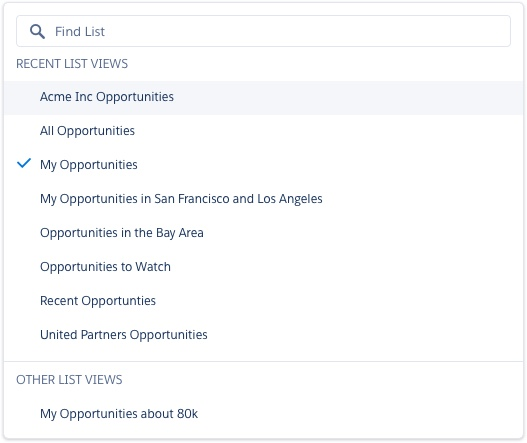 Find List
RECENT LIST VIEWS
Acme Inc Opportunities
All Opportunities
My Opportunities
My Opportunities in San Francisco and Los Angeles
Opportunities in the Bay Area
Opportunities to Watch
Recent Opportunties
United Partners Opportunities
OTHER LIST VIEWS
My Opportunities about 80k